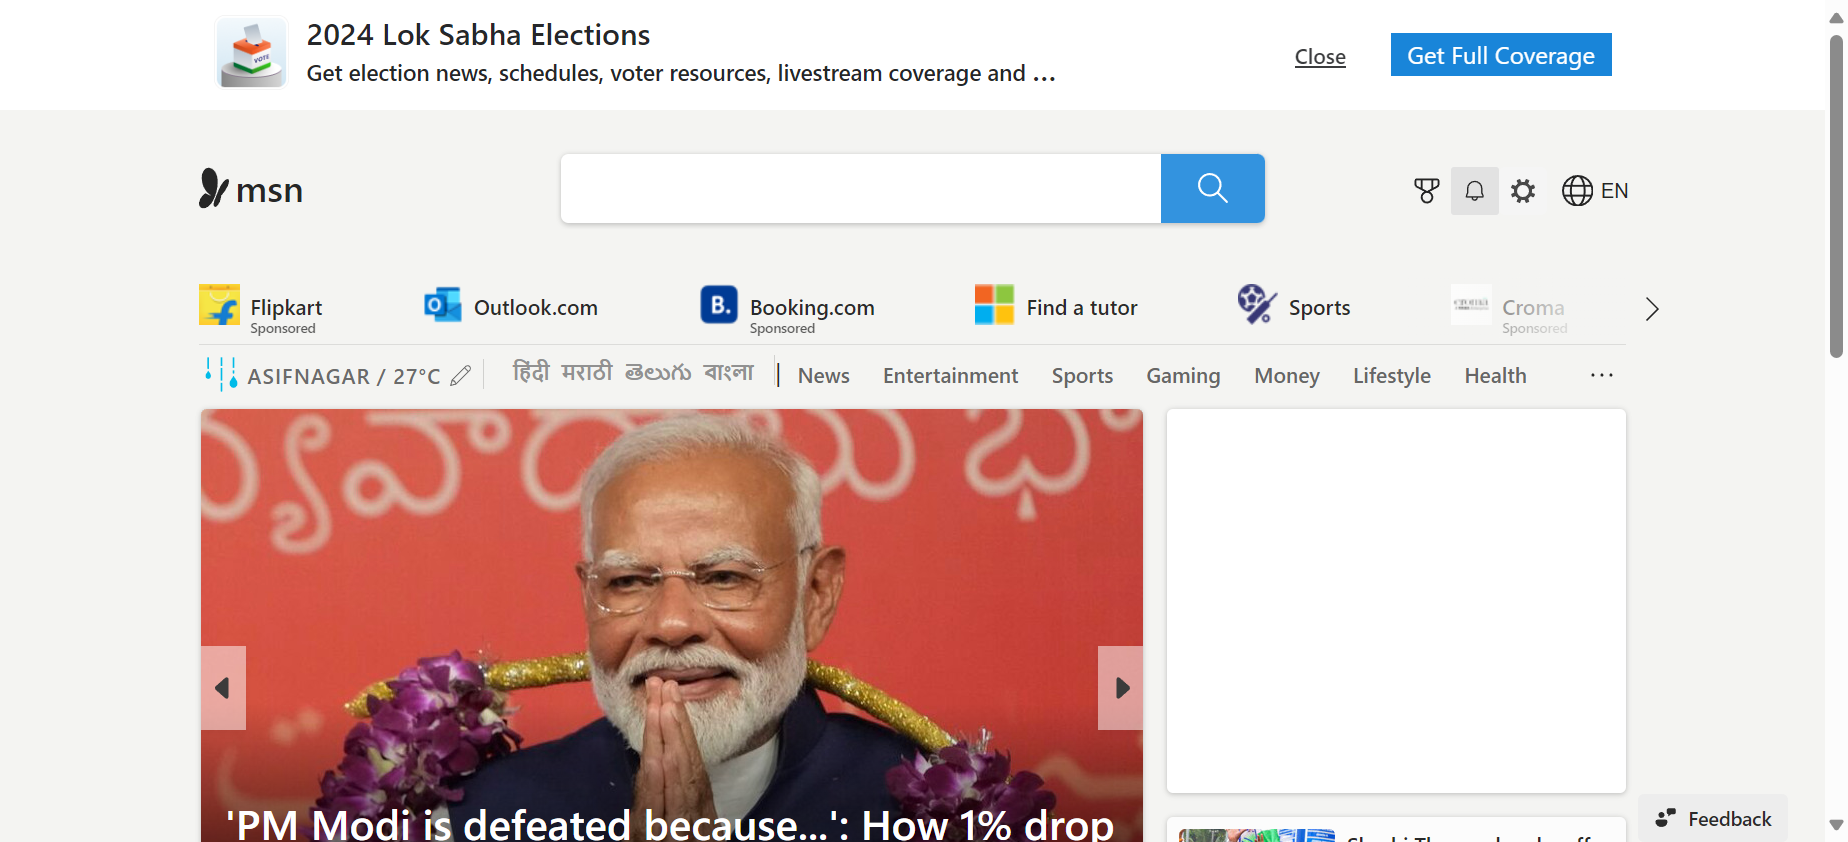 2024 Lok Sabha Elections
Get election news, schedules, voter resources, livestream coverage and ...
Close
Get Full Coverage
VOTE
msn
EN
Flipkart
Sponsored
Outlook.com
B.
Booking.com
Sponsored
Find a tutor
Sports
croma
Croma
Sponsored
ASIFNAGAR / 27°C
हिंदी मराठी తెలుగు বাংলা
News Entertainment Sports Gaming Money Lifestyle Health ...
'PM Modi is defeated because...': How 1% drop
Feedback